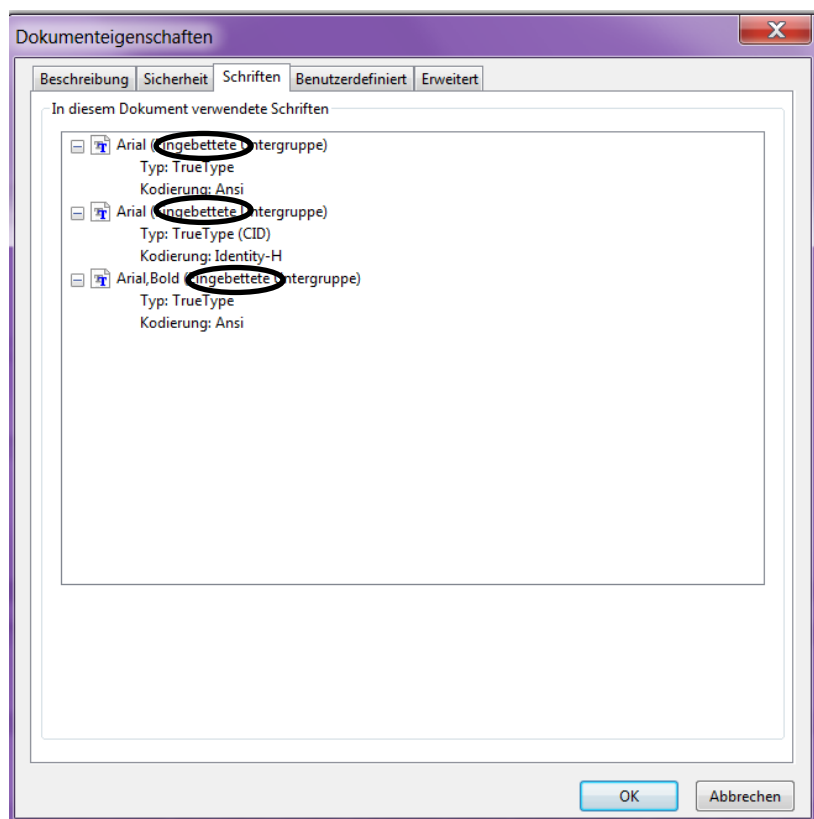 Dokumenteigenschaften
Beschreibung Sicherheit Schriften Benutzerdefiniert Erweitert
In diesem Dokument verwendete Schriften
Arial (Eingebettete Untergruppe)
Typ: TrueType
Kodierung: Ansi
Arial (Eingebettete Untergruppe)
Typ: TrueType (CID)
Kodierung: Identity-H
Arial,Bold (Eingebettete Untergruppe)
Typ: TrueType
Kodierung: Ansi
OK Abbrechen